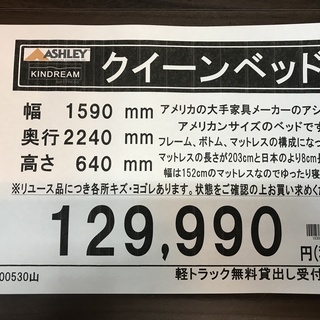 ASHLEY
KINDREAM
クイーンベッド
幅 1590 mm
奥行 2240 mm
高さ 640 mm
アメリカの大手家具メーカーのアシ
アメリカンサイズのベッドです
フレーム、ボトム、マットレスの構成になっ
マットレスの長さが203cmと日本のより8cm長
幅は152cmのマットレスなのでゆったり寝
※リユース品につき各所キズ・ヨゴレあります。状態をご確認の上お買い求めくだ
129,990 円(
00530山
軽トラック無料貸出し受付